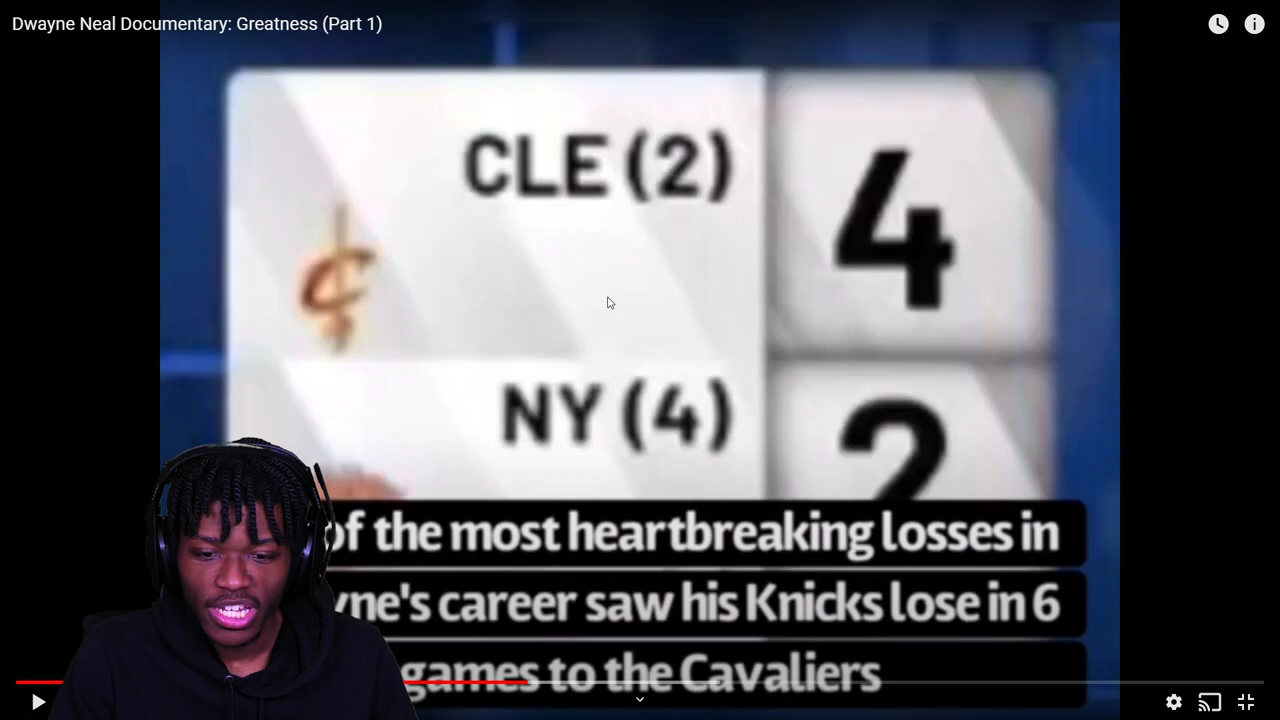 Dwayne Neal Documentary: Greatness (Part 1)
CLE (2) 4
NY (4) 2
of the most heartbreaking losses in
yne's career saw his Knicks lose in 6
games to the Cavaliers